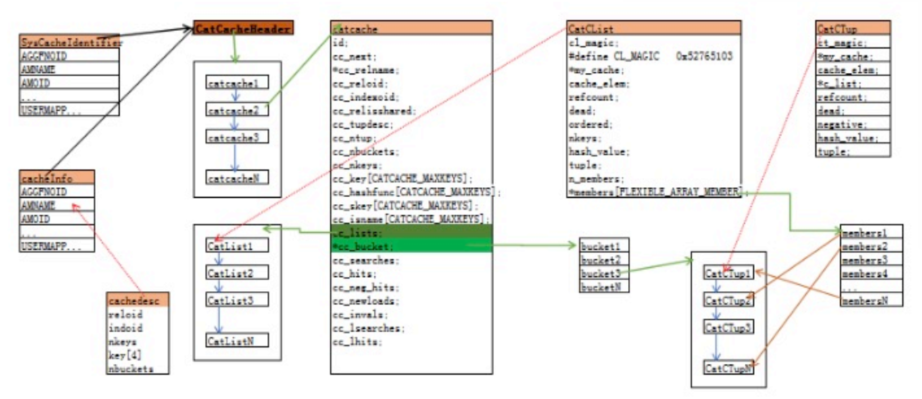 SysCacheIdentifier
AGGFNOID
AMNAME
AMOID
...
USERMAPP...
cacheInfo
AGGFNOID
AMNAME
AMOID
...
USERMAPP...
cachedesc
reloid
indoid
nkeys
key[4]
nbuckets
CatCacheHeader
catcache1
catcache2
catcache3
catcacheN
CatList1
CatList2
CatList3
CatListN
catcache
id;
cc_next;
*cc_relname;
cc_reloid;
cc_indexoid;
cc_relisshared;
cc_tupdesc;
cc_ntup;
cc_nbuckets;
cc_nkeys;
cc_key[CATCACHE_MAXKEYS];
cc_hashfunc[CATCACHE_MAXKEYS];
cc_skey[CATCACHE_MAXKEYS];
cc_isname[CATCACHE_MAXKEYS];
cc_lists;
*cc_bucket;
cc_searches;
cc_hits;
cc_neg_hits;
cc_newloads;
cc_invals;
cc_lsearches;
cc_lhits;
CatCList
cl_magic;
#define CL_MAGIC 0x52765103
*my_cache;
cache_elem;
refcount;
dead;
ordered;
nkeys;
hash_value;
tuple;
n_members;
*members[FLEXIBLE_ARRAY_MEMBER];
bucket1
bucket2
bucket3
bucketN
CatCTup1
CatCTup2
CatCTup3
CatCTupN
CatCTup
ct_magic;
*my_cache;
cache_elem;
*c_list;
refcount;
dead;
negative;
hash_value;
tuple;
members1
members2
members3
members4
...
membersN